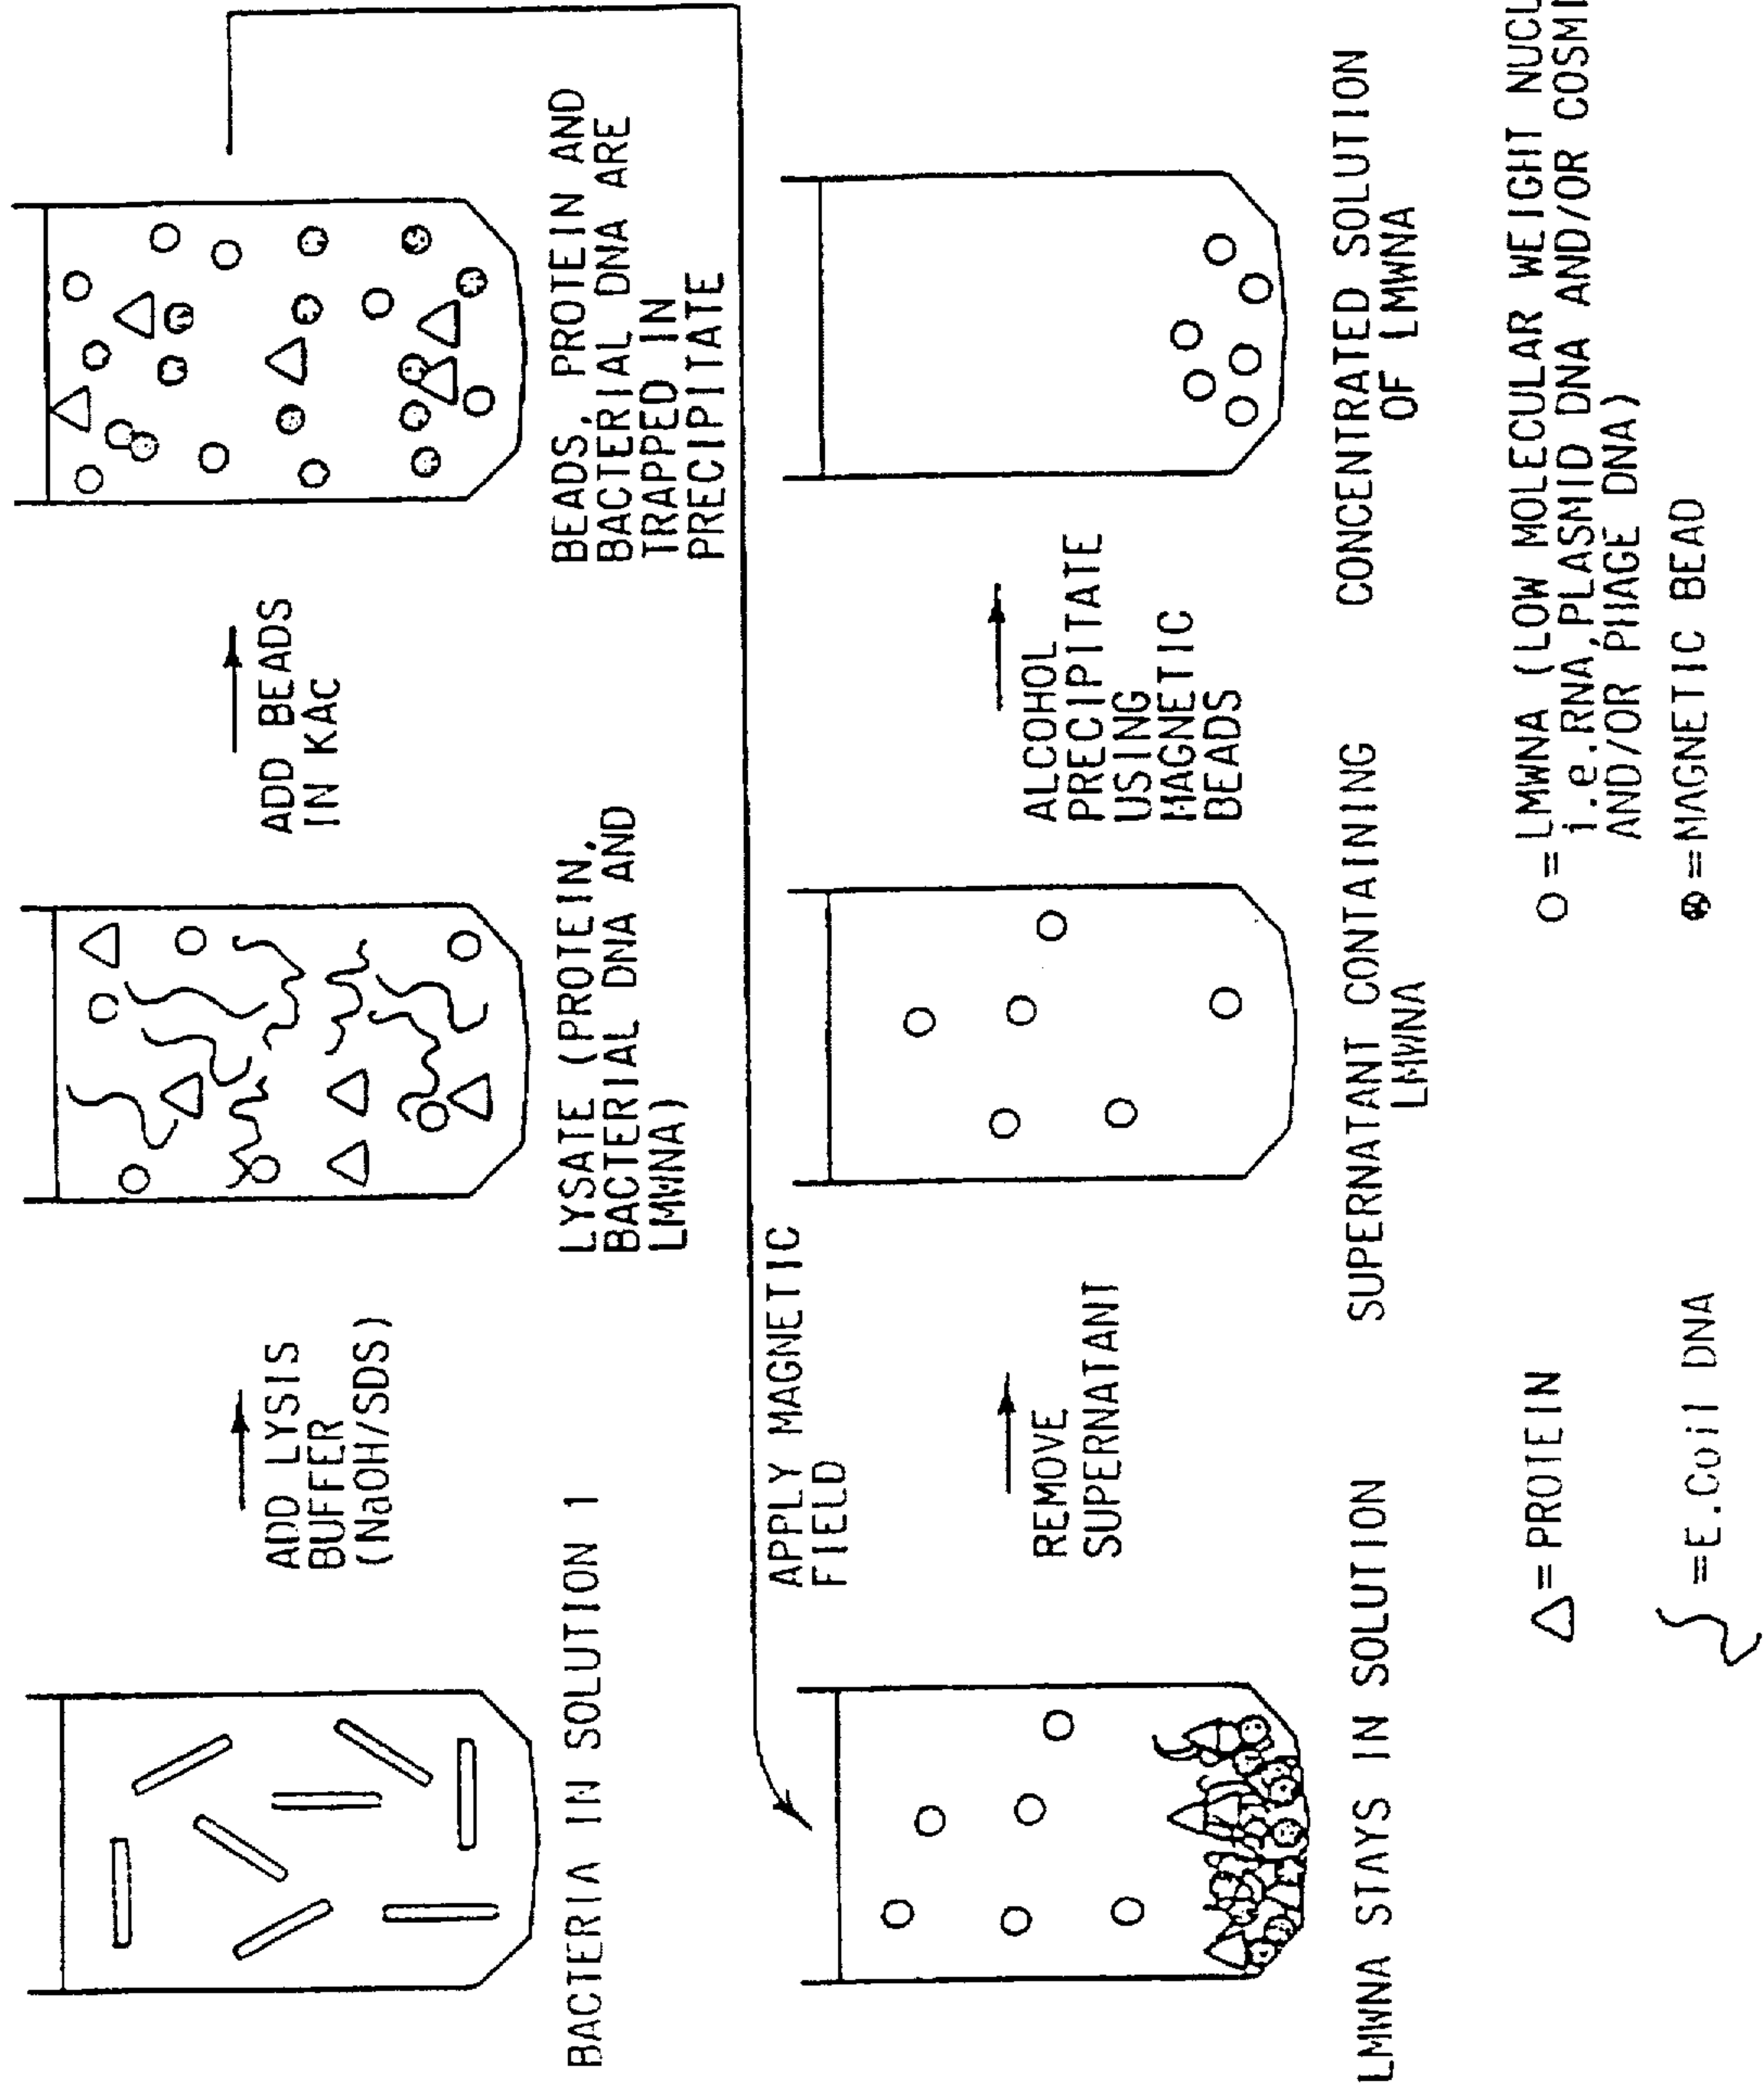 ADD LYSIS
BUFFER
(NaOH/SDS)
ADD BEADS
IN KAC
BACTERIA IN SOLUTION 1
LYSATE (PROTEIN,
BACTERIAL DNA AND
LMWNA)
BEADS, PROTEIN AND
BACTERIAL DNA ARE
TRAPPED IN
PRECIPITATE
APPLY MAGNETIC
FIELD
REMOVE
SUPERNATANT
ALCOHOL
PRECIPITATE
USING
MAGNETIC
BEADS
LMWNA STAYS IN SOLUTION
SUPERNATANT CONTAINING
LMWNA
CONCENTRATED SOLUTION
OF LMWNA
= PROTEIN
=E.Coil DNA
= LMWNA (LOW MOLECULAR WEIGHT NUCL
i.e.RNA,PLASMID DNA AND/OR COSMI
AND/OR PHAGE DNA)
=MAGNETIC BEAD